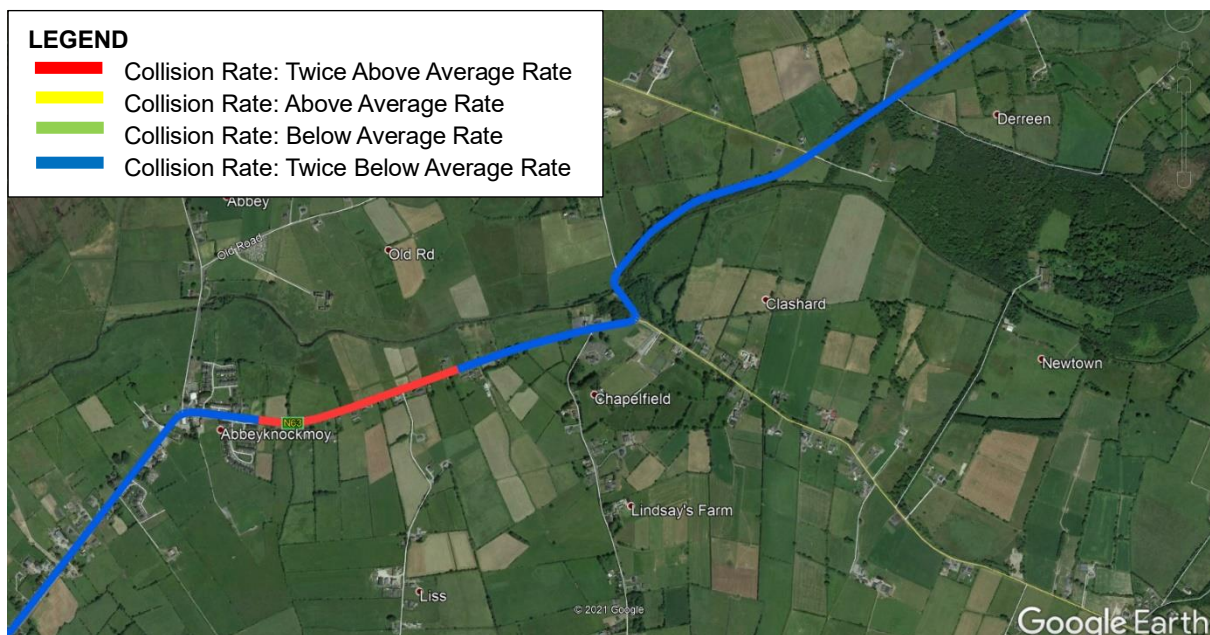 LEGEND
Collision Rate: Twice Above Average Rate
Collision Rate: Above Average Rate
Collision Rate: Below Average Rate
Collision Rate: Twice Below Average Rate
Derreen
Abbey
Old Road
Old Rd
Clashard
Newtown
Chapelfield
N63
Abbeyknockmoy
Lindsay's Farm
Liss
© 2021 Google
Google Earth